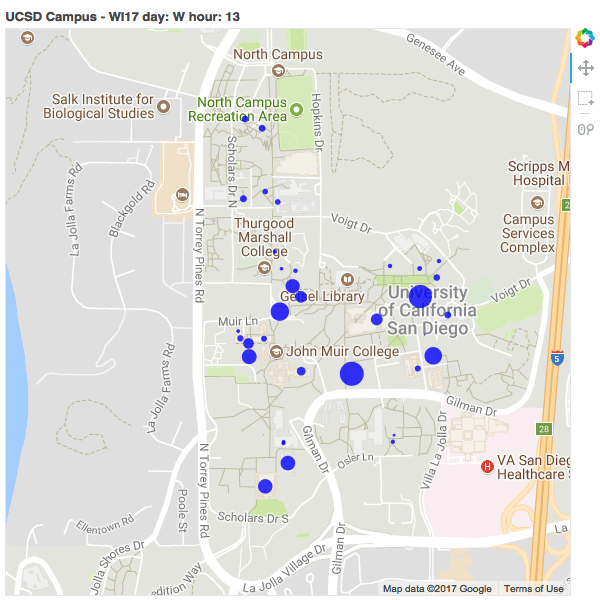 UCSD Campus - WI17 day: W hour: 13
Genesee Ave
North Campus
Salk Institute for
Biological Studies
North Campus
Recreation Area
Hopkins Dr
Scholars Dr N
Scripps M
Hospital
La Jolla Farms Rd
Blackgold Rd
2
Campus
Services
Complex
N Torrey Pines Rd
Voigt Dr
Thurgood
Marshall
College
Voigt Dr
Geisel Library
University
of California
San Diego
Muir Ln
John Muir College
5
La Jolla Farms Rd
Gilman Dr
28
Gilman Dr
Villa La Jolla Dr
Osler Ln
VA San Dieg
Healthcare
H
N Torrey Pines Rd
Poole St
Ellentown Rd
Scholars Dr S
La
La Jolla Shores Dr
Gilman Dr
La Jolla Village Dr
edition Way
Map data ©2017 Google
Terms of Use